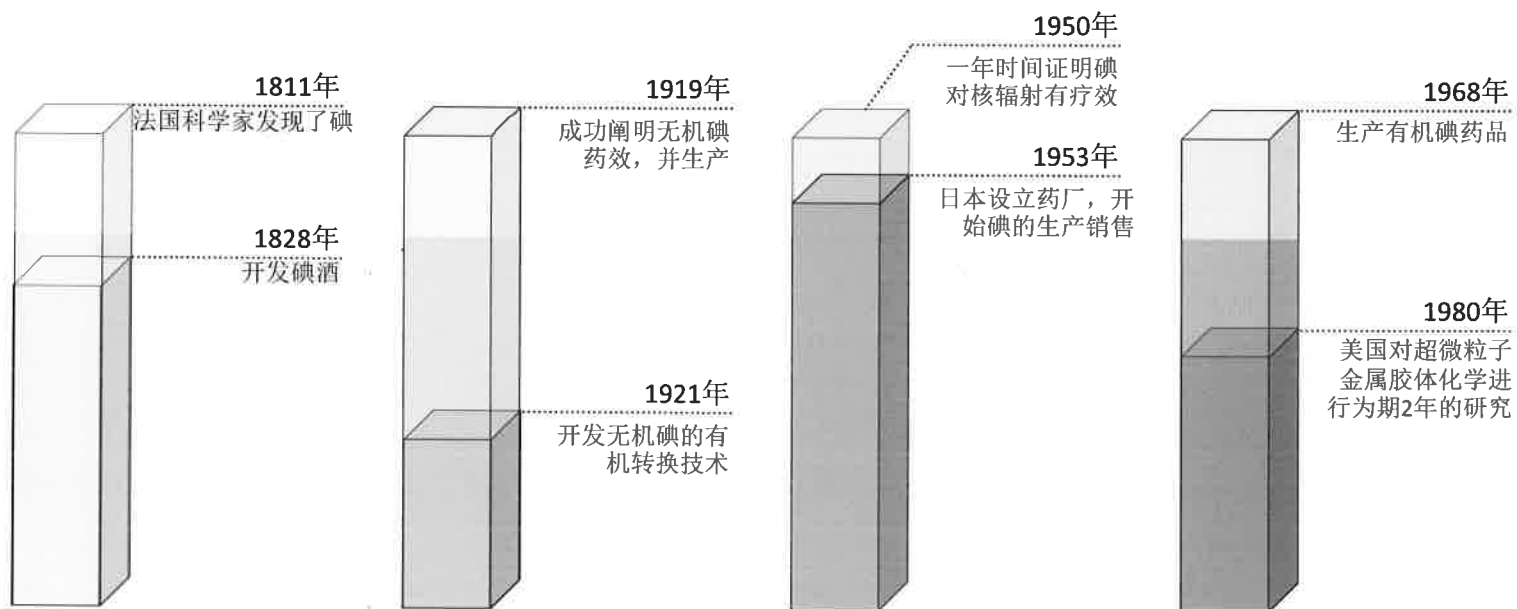 1811年
法国科学家发现了碘
1828年
开发碘酒
1919年
成功阐明无机碘
药效，并生产
1921年
开发无机碘的有
机转换技术
1950年
一年时间证明碘
对核辐射有疗效
1953年
日本设立药厂，开
始碘的生产销售
1968年
生产有机碘药品
1980年
美国对超微粒子
金属胶体化学进
行为期2年的研究